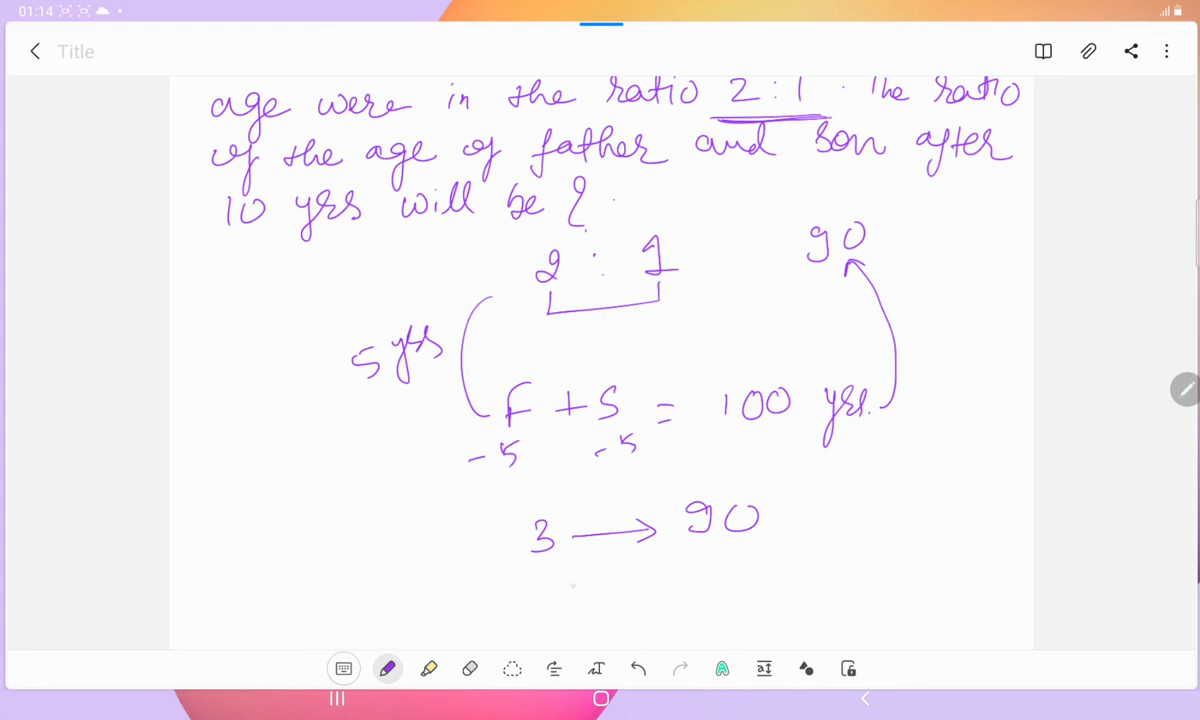 01:14
Title
age were in the ratio 2 : 1 . The ratio
of the age of father and son after
10 yrs will be ?
2 : 1
90
5 yrs
F + S = 100 yrs.
-5 -5
3 → 90